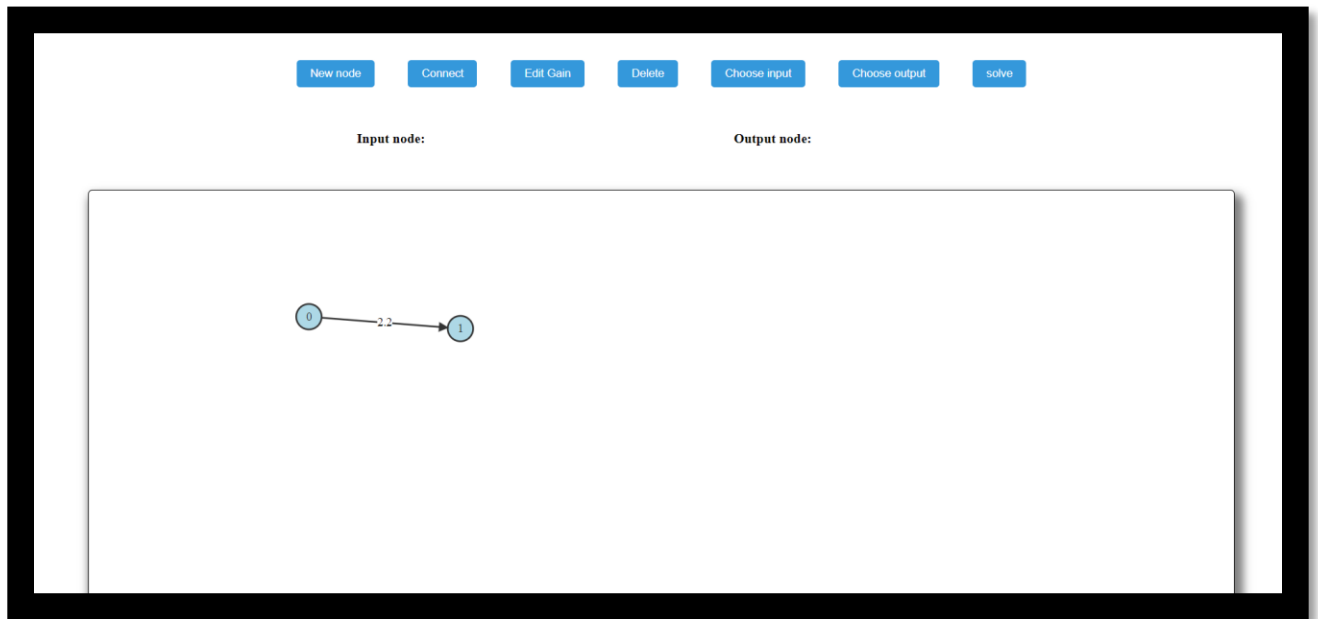 New node Connect Edit Gain Delete Choose input Choose output solve
Input node: Output node:
0 2.2 1